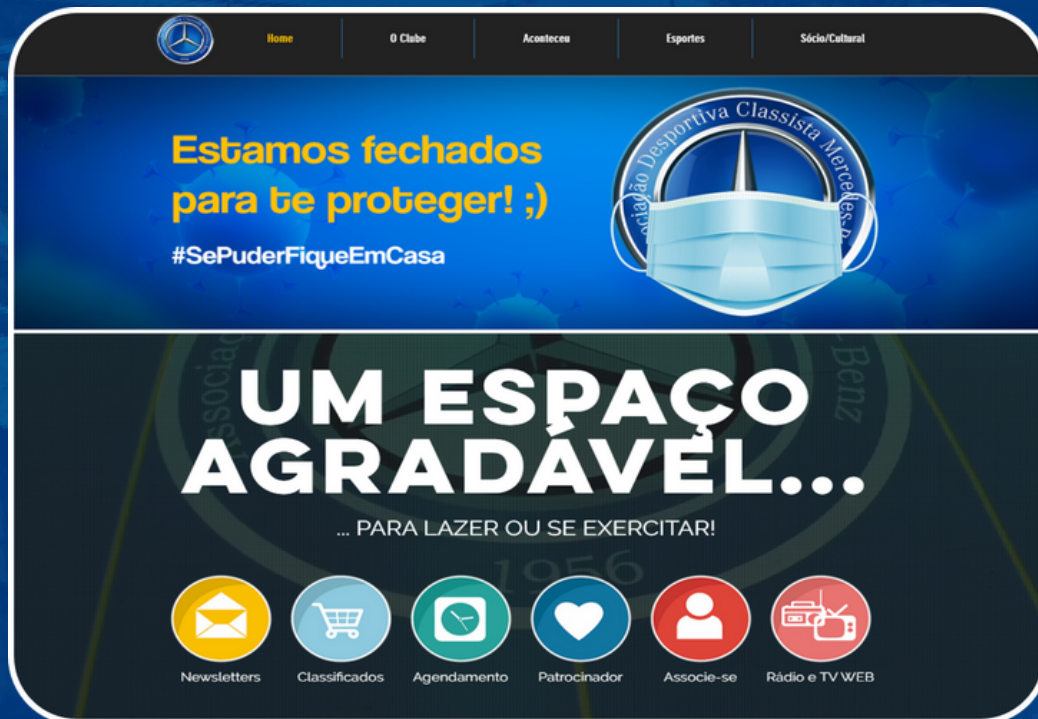 Home
O Clube
Aconteceu
Esportes
Sócio/Cultural
Estamos fechados
para te proteger! ;)
#SePuderFiqueEmCasa
Desportiva Classista Mercedes-
UM ESPAÇO
AGRADÁVEL...
... PARA LAZER OU SE EXERCITAR!
1956
Newsletters
Classificados
Agendamento
Patrocinador
Associe-se
Rádio e TV WEB